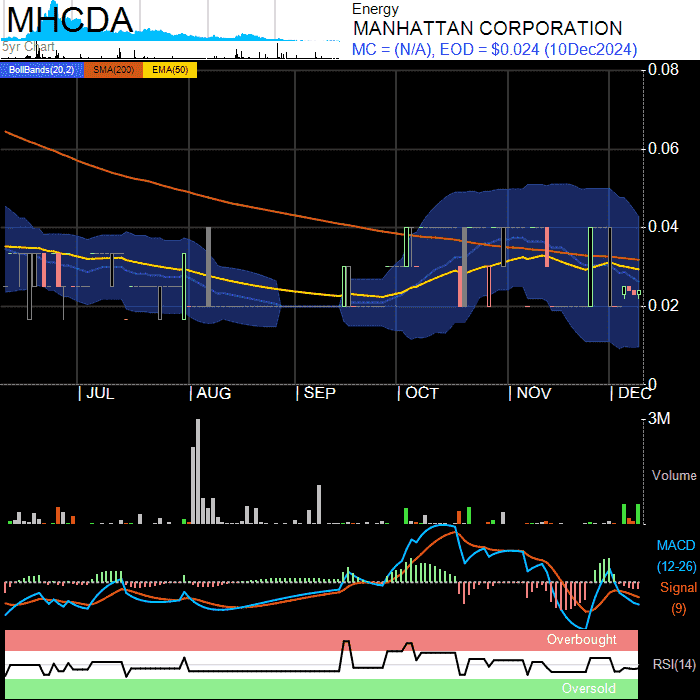 MHCDA
5yr Chart
Energy
MANHATTAN CORPORATION
MC = (N/A), EOD = $0.024 (10Dec2024)
BollBands(20,2) SMA(200) EMA(50)
0.08
0.06
0.04
0.02
0
| JUL | AUG | SEP | OCT | NOV | DEC
3M
Volume
MACD
(12-26)
Signal
(9)
Overbought
RSI(14)
Oversold